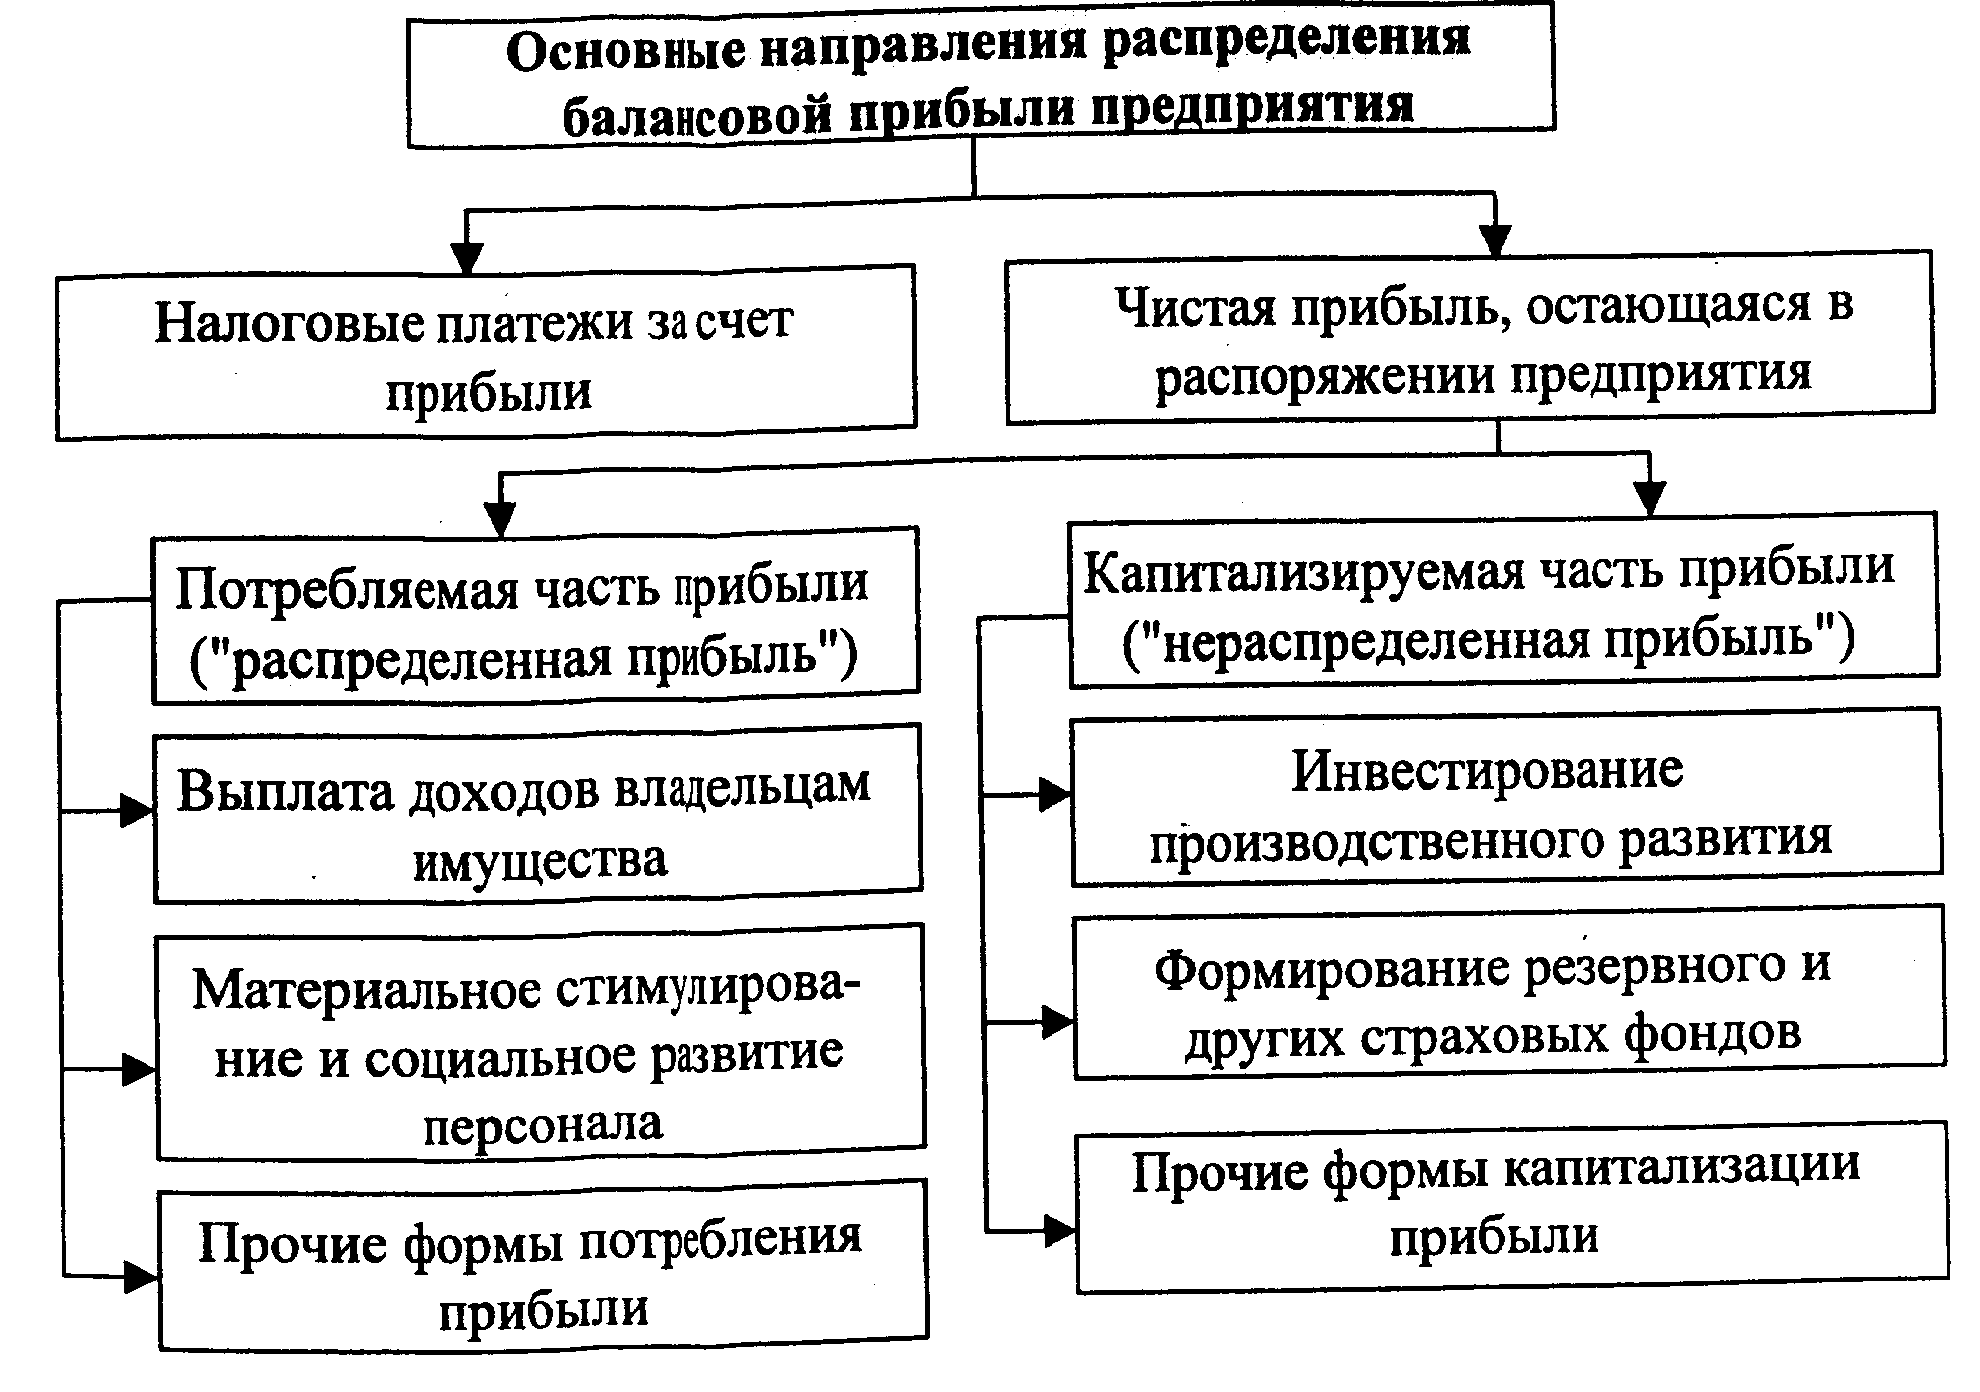 Основные направления распределения
балансовой прибыли предприятия
Налоговые платежи за счет
прибыли
Чистая прибыль, остающаяся в
распоряжении предприятия
Потребляемая часть прибыли
("распределенная прибыль")
Выплата доходов владельцам
имущества
Материальное стимулирова-
ние и социальное развитие
персонала
Прочие формы потребления
прибыли
Капитализируемая часть прибыли
("нераспределенная прибыль")
Инвестирование
производственного развития
Формирование резервного и
других страховых фондов
Прочие формы капитализации
прибыли